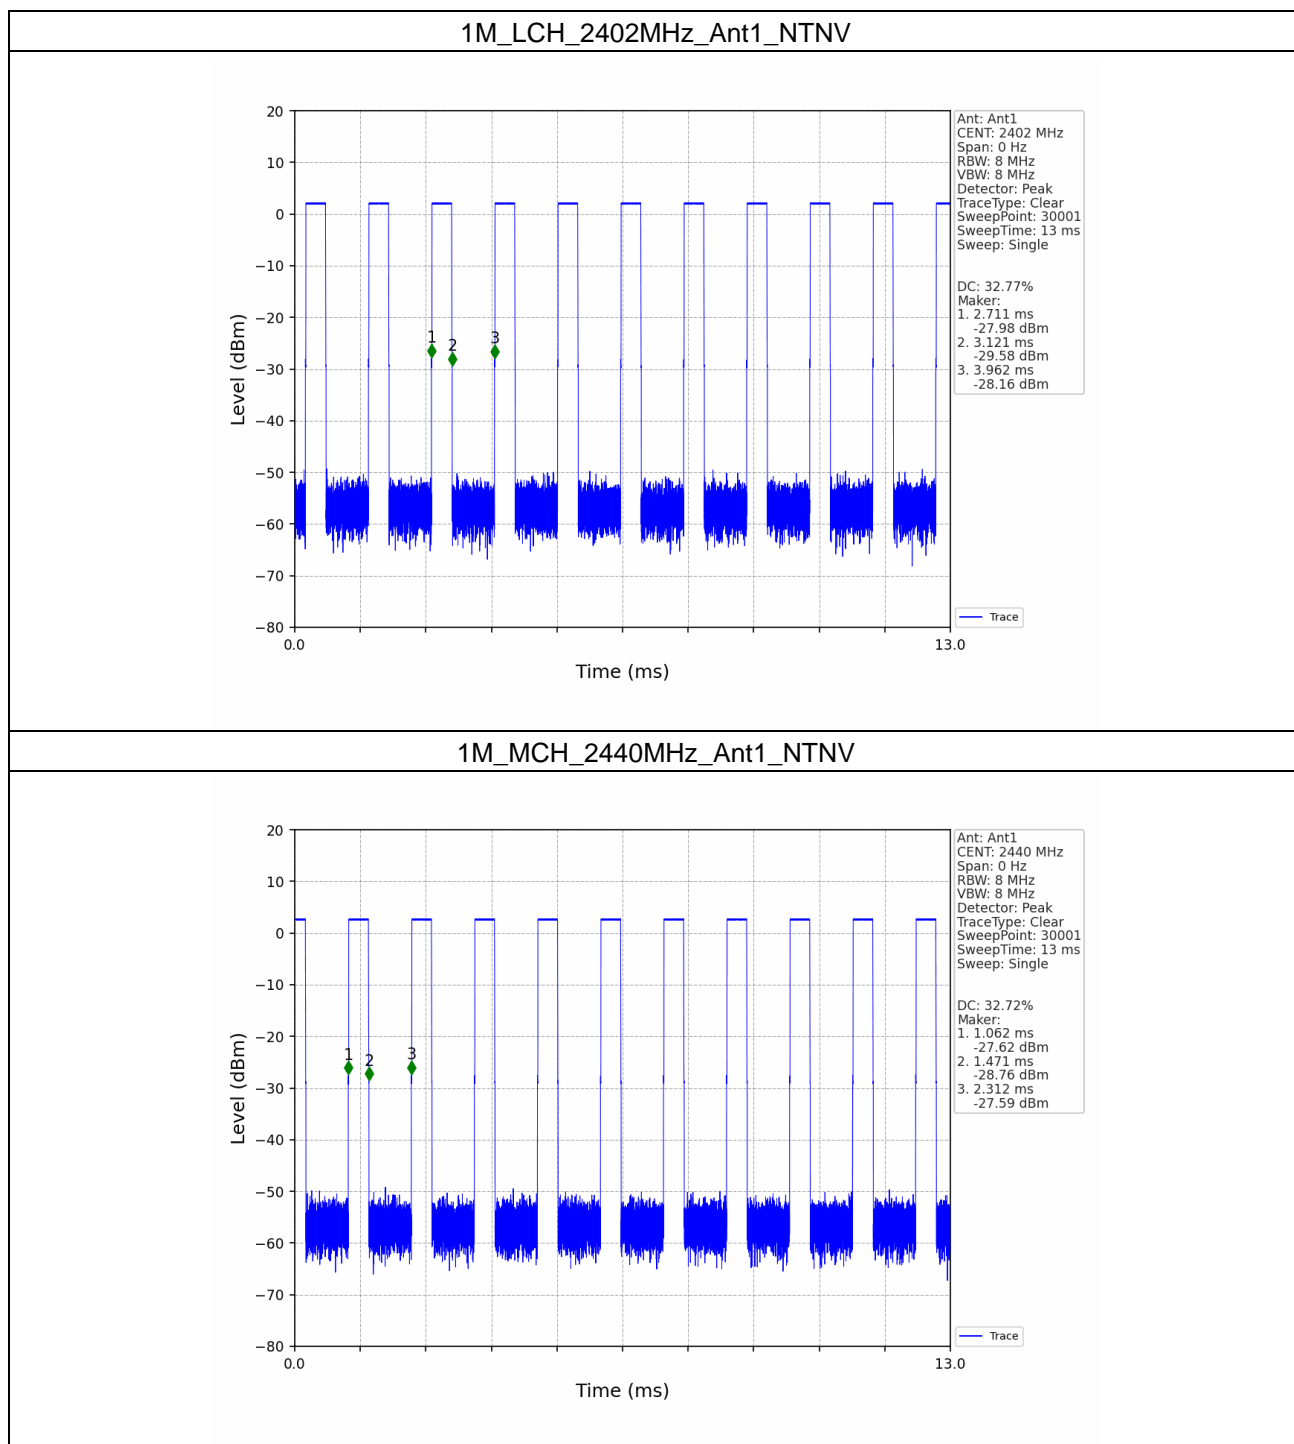 1M_LCH_2402MHz_Ant1_NTNV
20
10
0
−10
−20
−30
−40
−50
−60
−70
−80
Level (dBm)
1
2
3
0.0
13.0
Time (ms)
Ant: Ant1
CENT: 2402 MHz
Span: 0 Hz
RBW: 8 MHz
VBW: 8 MHz
Detector: Peak
TraceType: Clear
SweepPoint: 30001
SweepTime: 13 ms
Sweep: Single
DC: 32.77%
Maker:
1. 2.711 ms
-27.98 dBm
2. 3.121 ms
-29.58 dBm
3. 3.962 ms
-28.16 dBm
Trace
1M_MCH_2440MHz_Ant1_NTNV
20
10
0
−10
−20
−30
−40
−50
−60
−70
−80
Level (dBm)
1
2
3
0.0
13.0
Time (ms)
Ant: Ant1
CENT: 2440 MHz
Span: 0 Hz
RBW: 8 MHz
VBW: 8 MHz
Detector: Peak
TraceType: Clear
SweepPoint: 30001
SweepTime: 13 ms
Sweep: Single
DC: 32.72%
Maker:
1. 1.062 ms
-27.62 dBm
2. 1.471 ms
-28.76 dBm
3. 2.312 ms
-27.59 dBm
Trace